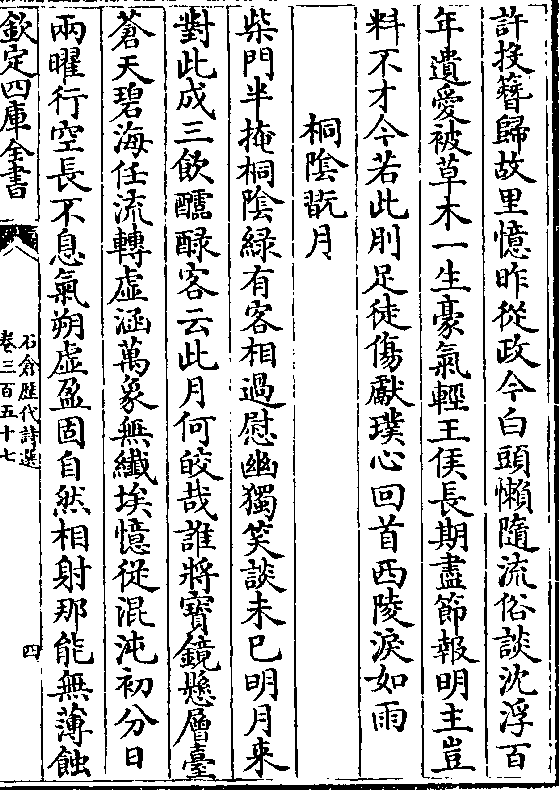 許投簪歸故里憶昨從政今白頭懶隨流俗談沈浮百
年遺愛被草木一生豪氣輕王侯長期盡節報明主豈
料不才今若此刖足徒傷獻璞心回首西陵淚如雨
桐陰翫月
柴門半掩桐陰緑有客相過慰幽獨笑談未已明月来
對此成三飲醽醁客云此月何皎哉誰將寶鏡懸層臺
蒼天碧海任流轉虛涵萬象無纖埃憶從混沌初分日
兩曜行空長不息氣朔虛盈固自然相射那能無薄蝕
欽定四庫全書
石倉歴代詩選
卷三百五十七
四